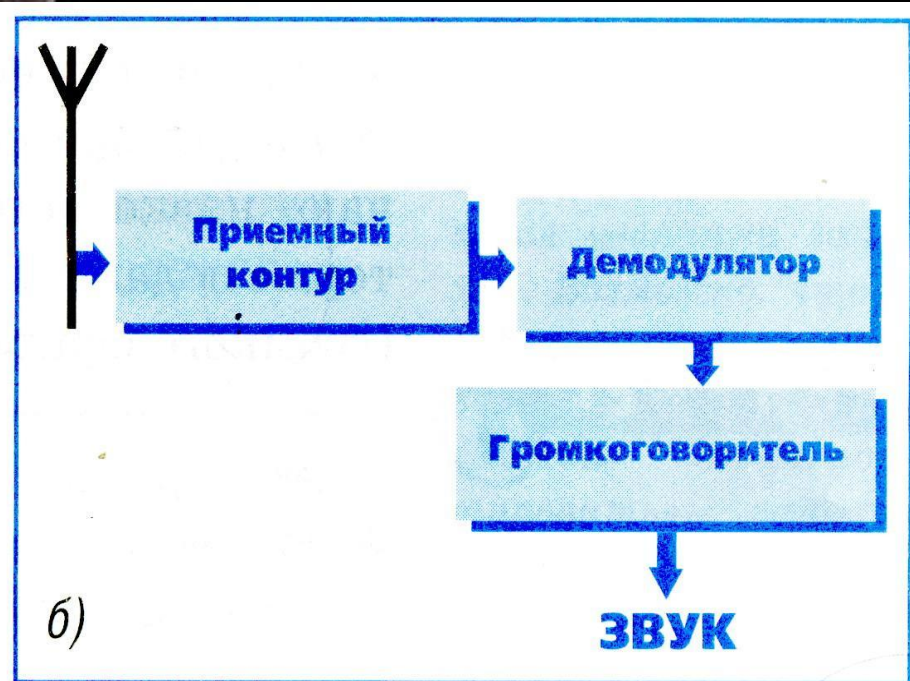 Приемный
контур
Демодулятор
Громкоговоритель
ЗВУК
б)